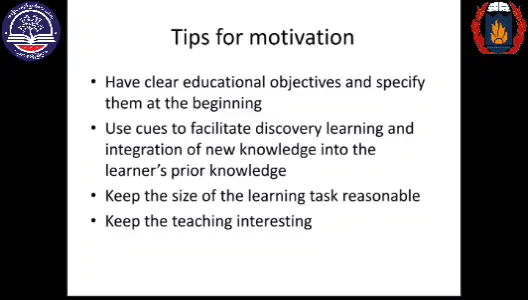 Tips for motivation
• Have clear educational objectives and specify
them at the beginning
• Use cues to facilitate discovery learning and
integration of new knowledge into the
learner’s prior knowledge
• Keep the size of the learning task reasonable
• Keep the teaching interesting